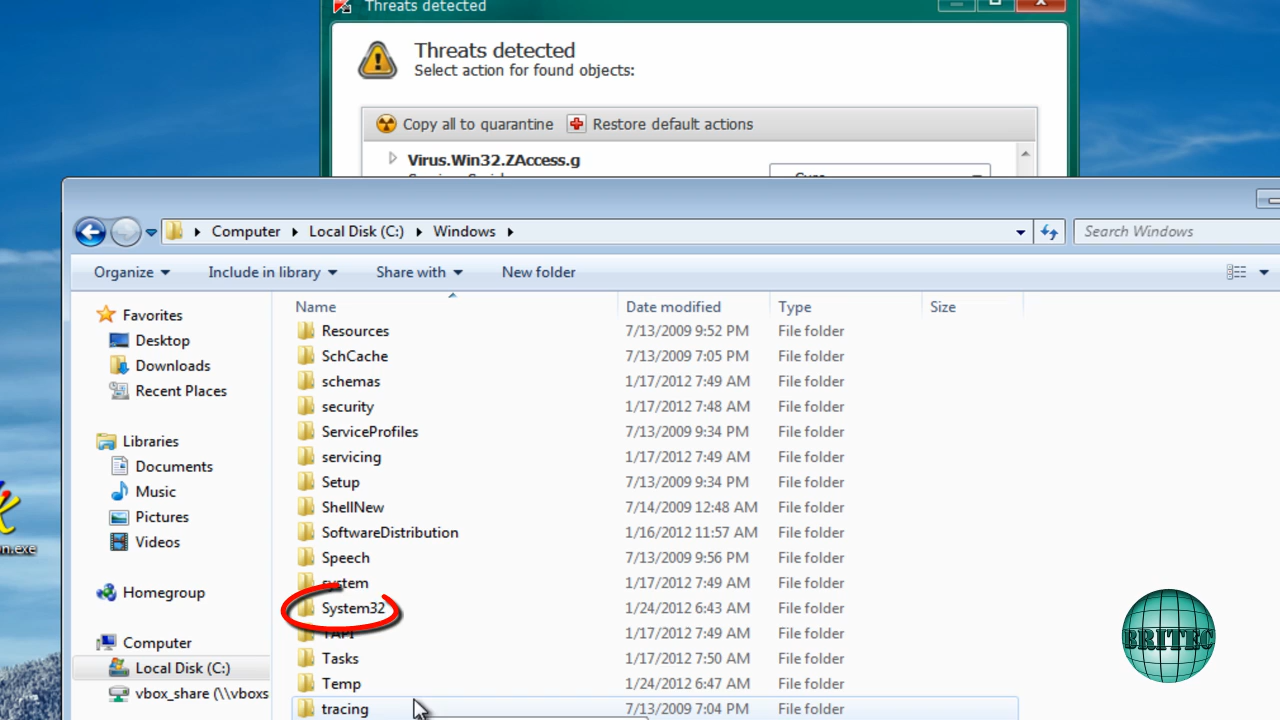 Threats detected
Threats detected
Select action for found objects:
Copy all to quarantine Restore default actions
Virus.Win32.ZAccess.g
Computer Local Disk (C:) Windows
Search Windows
Organize Include in library Share with New folder
Name Date modified Type Size
Favorites
Desktop
Downloads
Recent Places
Libraries
Documents
Music
Pictures
Videos
Homegroup
Computer
Local Disk (C:)
vbox_share (\\vboxs
Resources 7/13/2009 9:52 PM File folder
SchCache 7/13/2009 7:05 PM File folder
schemas 1/17/2012 7:49 AM File folder
security 1/17/2012 7:48 AM File folder
ServiceProfiles 7/13/2009 9:34 PM File folder
servicing 1/17/2012 7:49 AM File folder
Setup 7/13/2009 9:34 PM File folder
ShellNew 7/14/2009 12:48 AM File folder
SoftwareDistribution 1/16/2012 11:57 AM File folder
Speech 7/13/2009 9:56 PM File folder
system 1/17/2012 7:49 AM File folder
System32 1/24/2012 6:43 AM File folder
TAPI 1/17/2012 7:49 AM File folder
Tasks 1/17/2012 7:50 AM File folder
Temp 1/24/2012 6:47 AM File folder
tracing 7/13/2009 7:04 PM File folder
n.exe
BRITEC